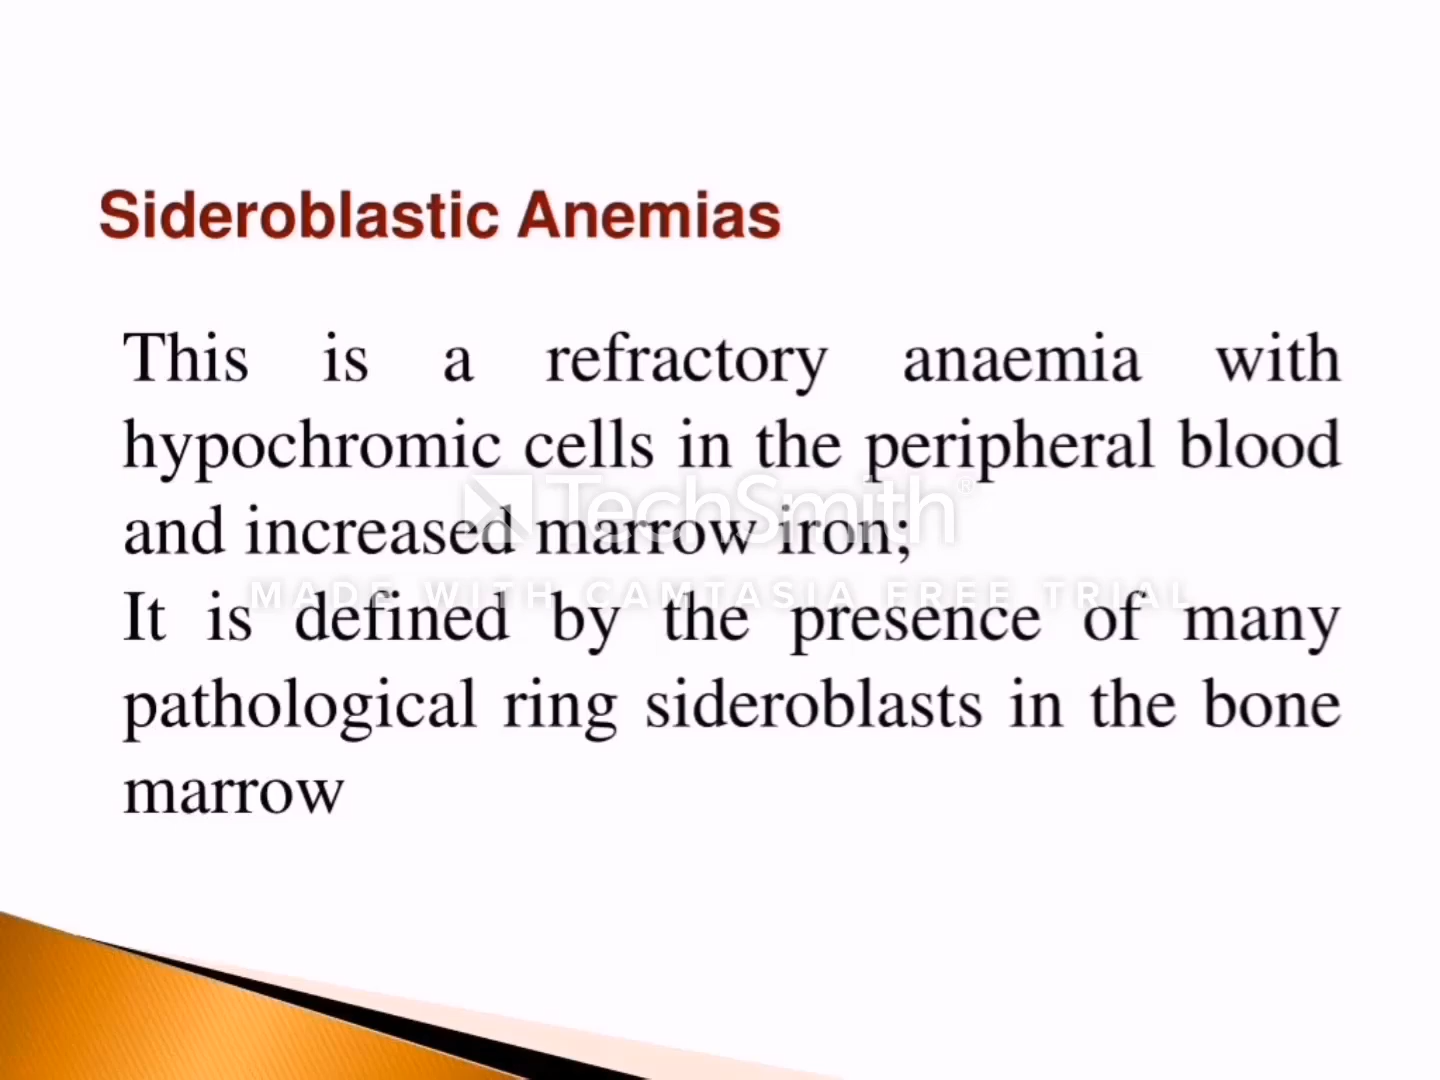 Sideroblastic Anemias
This is a refractory anaemia with
hypochromic cells in the peripheral blood
and increased marrow iron;
It is defined by the presence of many
pathological ring sideroblasts in the bone
marrow
TechSmith®
MADE WITH CAMTASIA FREE TRIAL